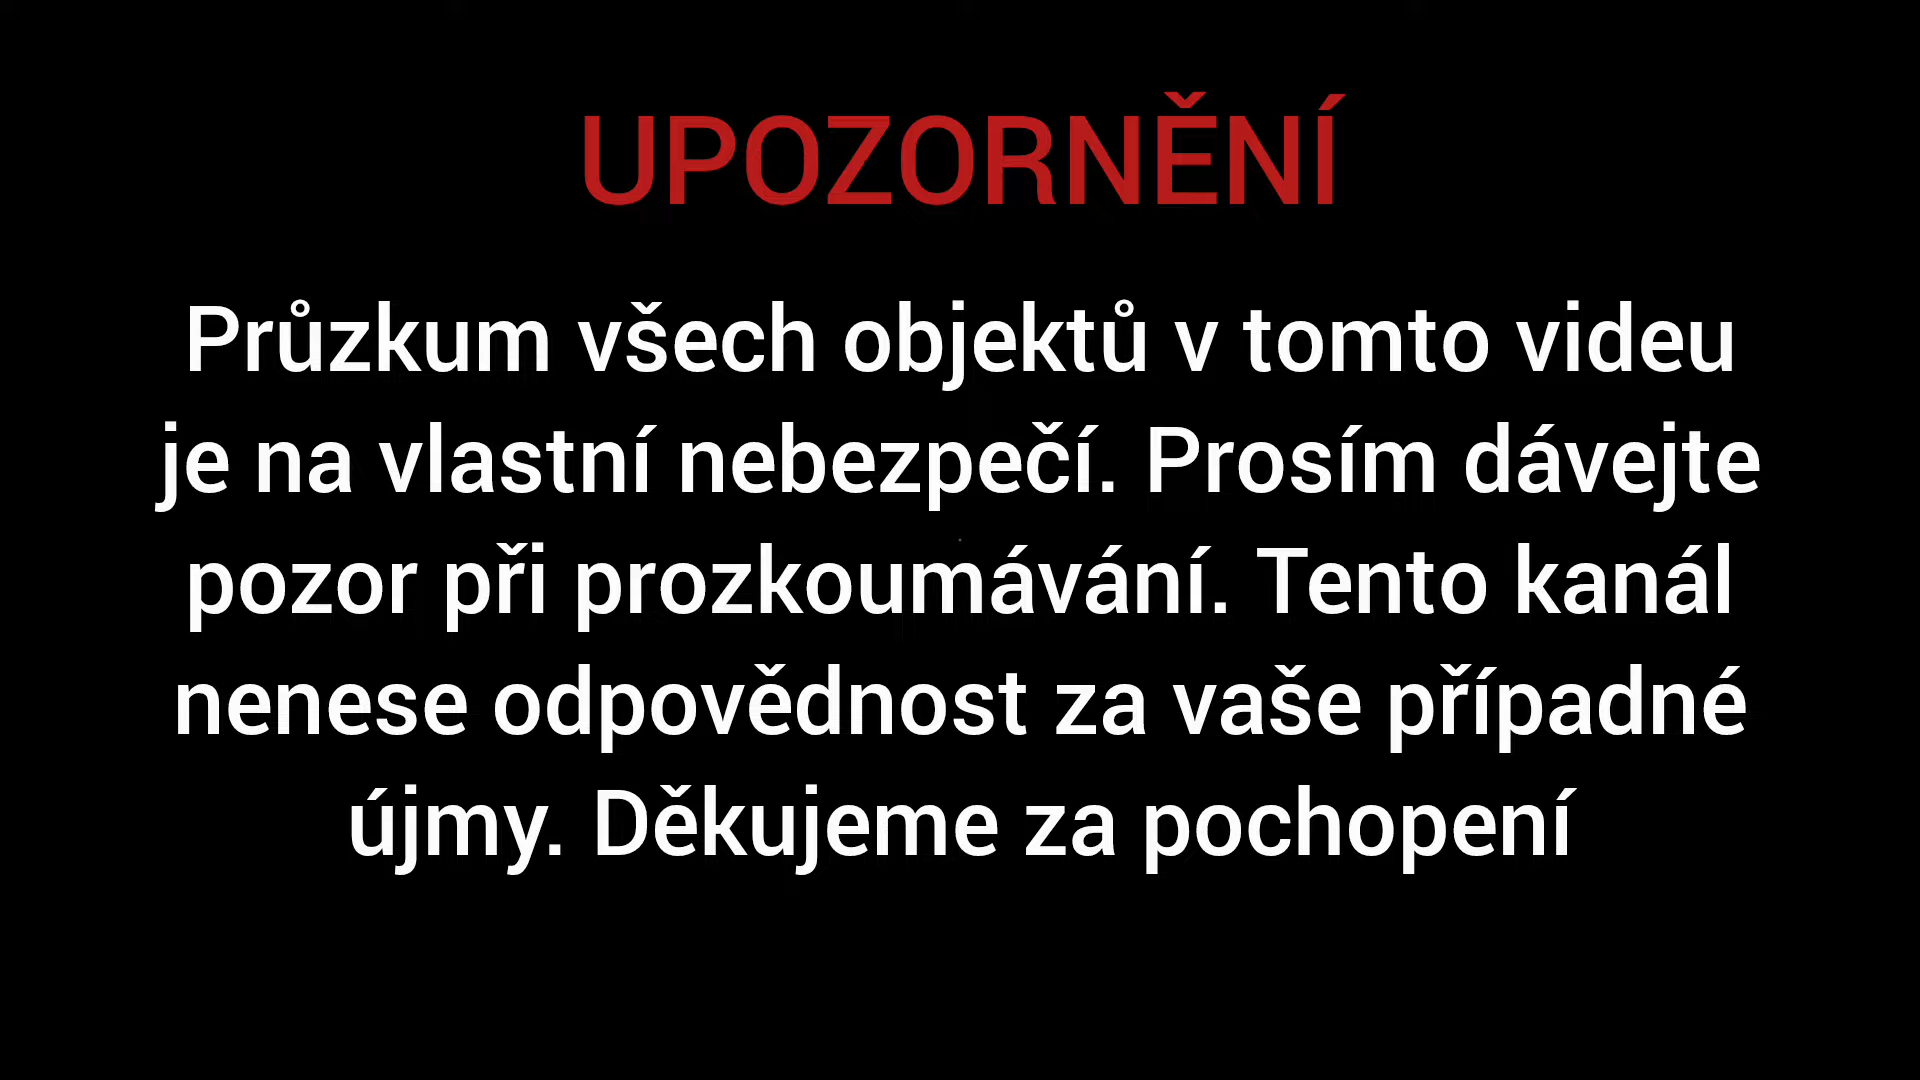 UPOZORNĚNÍ
Průzkum všech objektů v tomto videu
je na vlastní nebezpečí. Prosím dávejte
pozor při prozkoumávání. Tento kanál
nenese odpovědnost za vaše případné
újmy. Děkujeme za pochopení